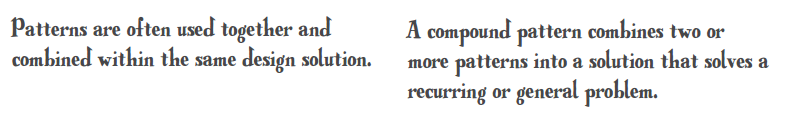 Patterns are often used together and
combined within the same design solution.
A compound pattern combines two or
more patterns into a solution that solves a
recurring or general problem.